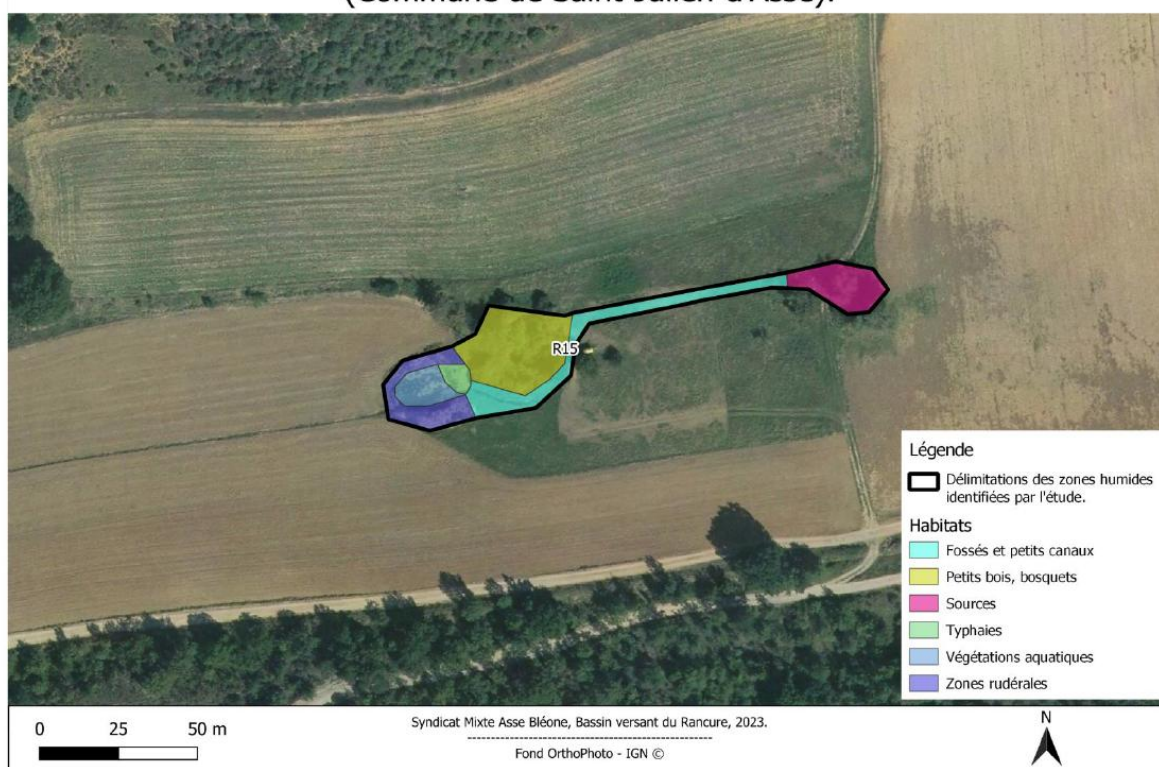 (Commune de Saint-Julien-d'Asse).
R15
Légende
Délimitations des zones humides
identifiées par l'étude.
Habitats
Fossés et petits canaux
Petits bois, bosquets
Sources
Typhaies
Végétations aquatiques
Zones rudérales
0 25 50 m
Syndicat Mixte Asse Bléone, Bassin versant du Rancure, 2023.
Fond OrthoPhoto - IGN ©
N